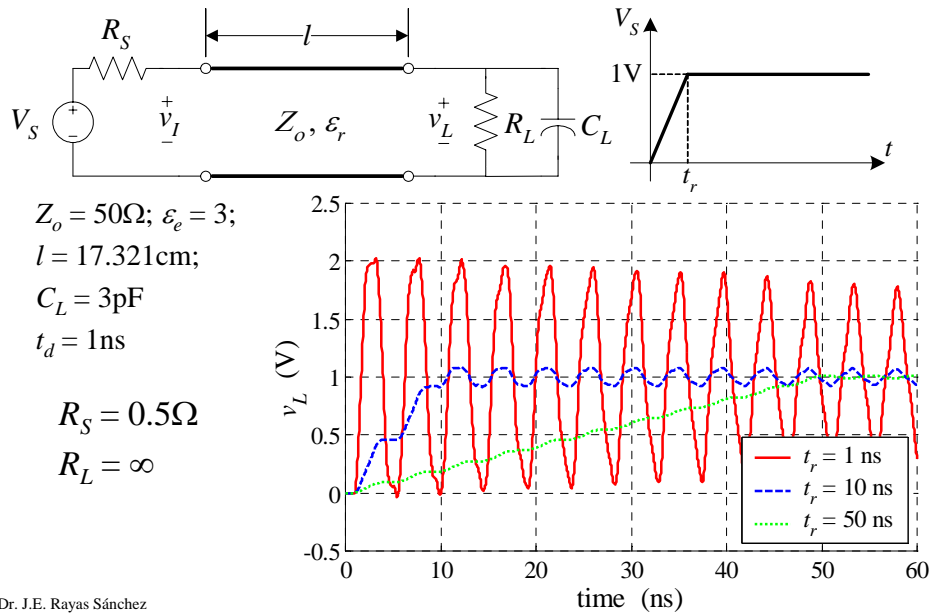 R_S
l
V_S
1V
t
t_r
V_S
+
−
+
v_I
−
Z_o, ε_r
+
v_L
−
R_L
C_L
Z_o = 50Ω; ε_e = 3;
l = 17.321cm;
C_L = 3pF
t_d = 1ns
R_S = 0.5Ω
R_L = ∞
2.5
2
1.5
1
0.5
0
-0.5
v_L (V)
0
10
20
30
40
50
60
time (ns)
t_r = 1 ns
t_r = 10 ns
t_r = 50 ns
Dr. J.E. Rayas Sánchez